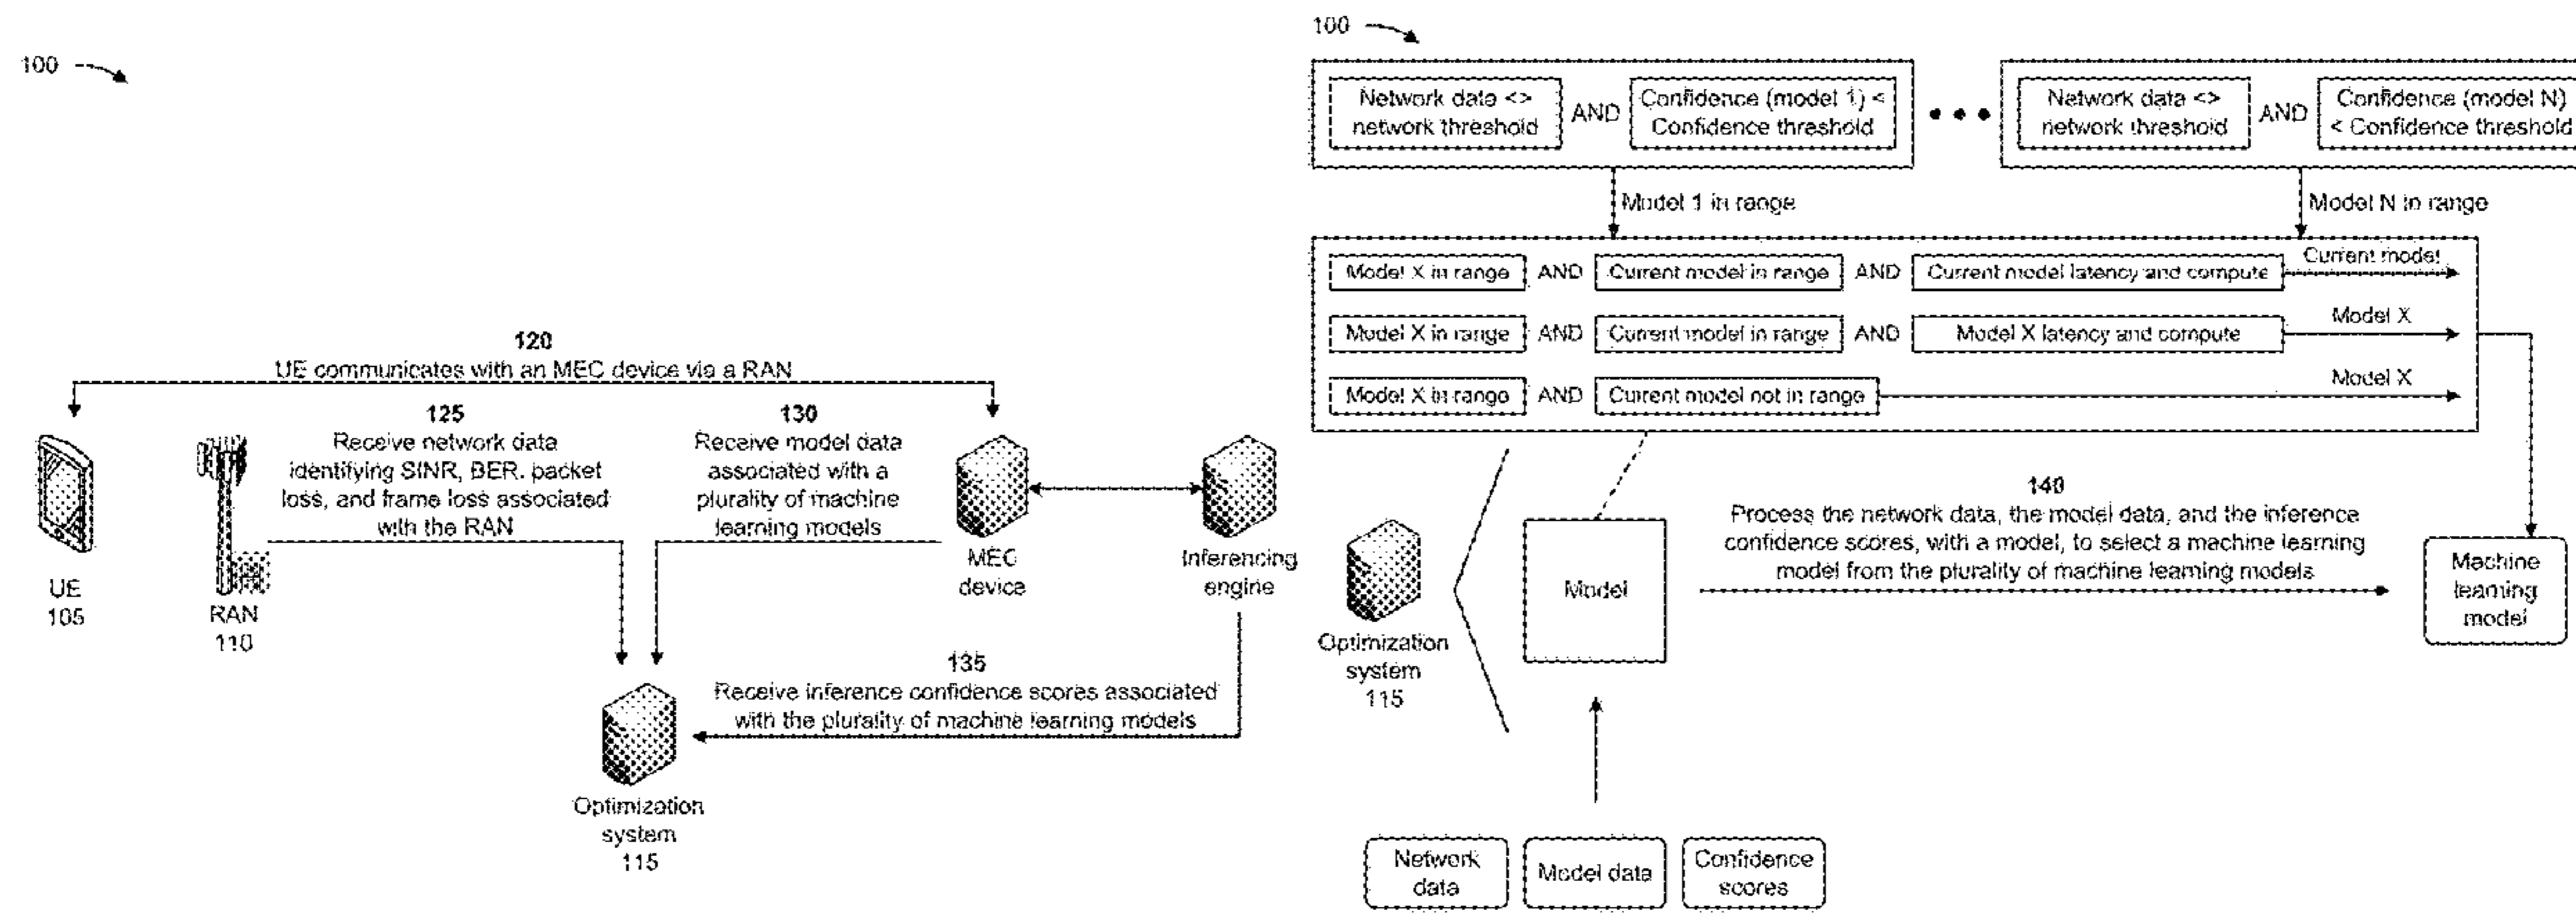 100
120
UE communicates with an MEC device via a RAN
125
Receive network data
identifying SINR, BER, packet
loss, and frame loss associated
with the RAN
130
Receive model data
associated with a
plurality of machine
learning models
UE
105
RAN
110
MEC
device
Inferencing
engine
135
Receive inference confidence scores associated
with the plurality of machine learning models
Optimization
system
115
100
Network data <>
network threshold
AND
Confidence (model 1) <
Confidence threshold
Network data <>
network threshold
AND
Confidence (model N)
< Confidence threshold
Model 1 in range
Model N in range
Model X in range AND Current model in range AND Current model latency and compute Current model
Model X in range AND Current model in range AND Model X latency and compute Model X
Model X in range AND Current model not in range Model X
140
Process the network data, the model data, and the inference
confidence scores, with a model, to select a machine learning
model from the plurality of machine learning models
Optimization
system
115
Model
Machine
learning
model
Network
data
Model data
Confidence
scores